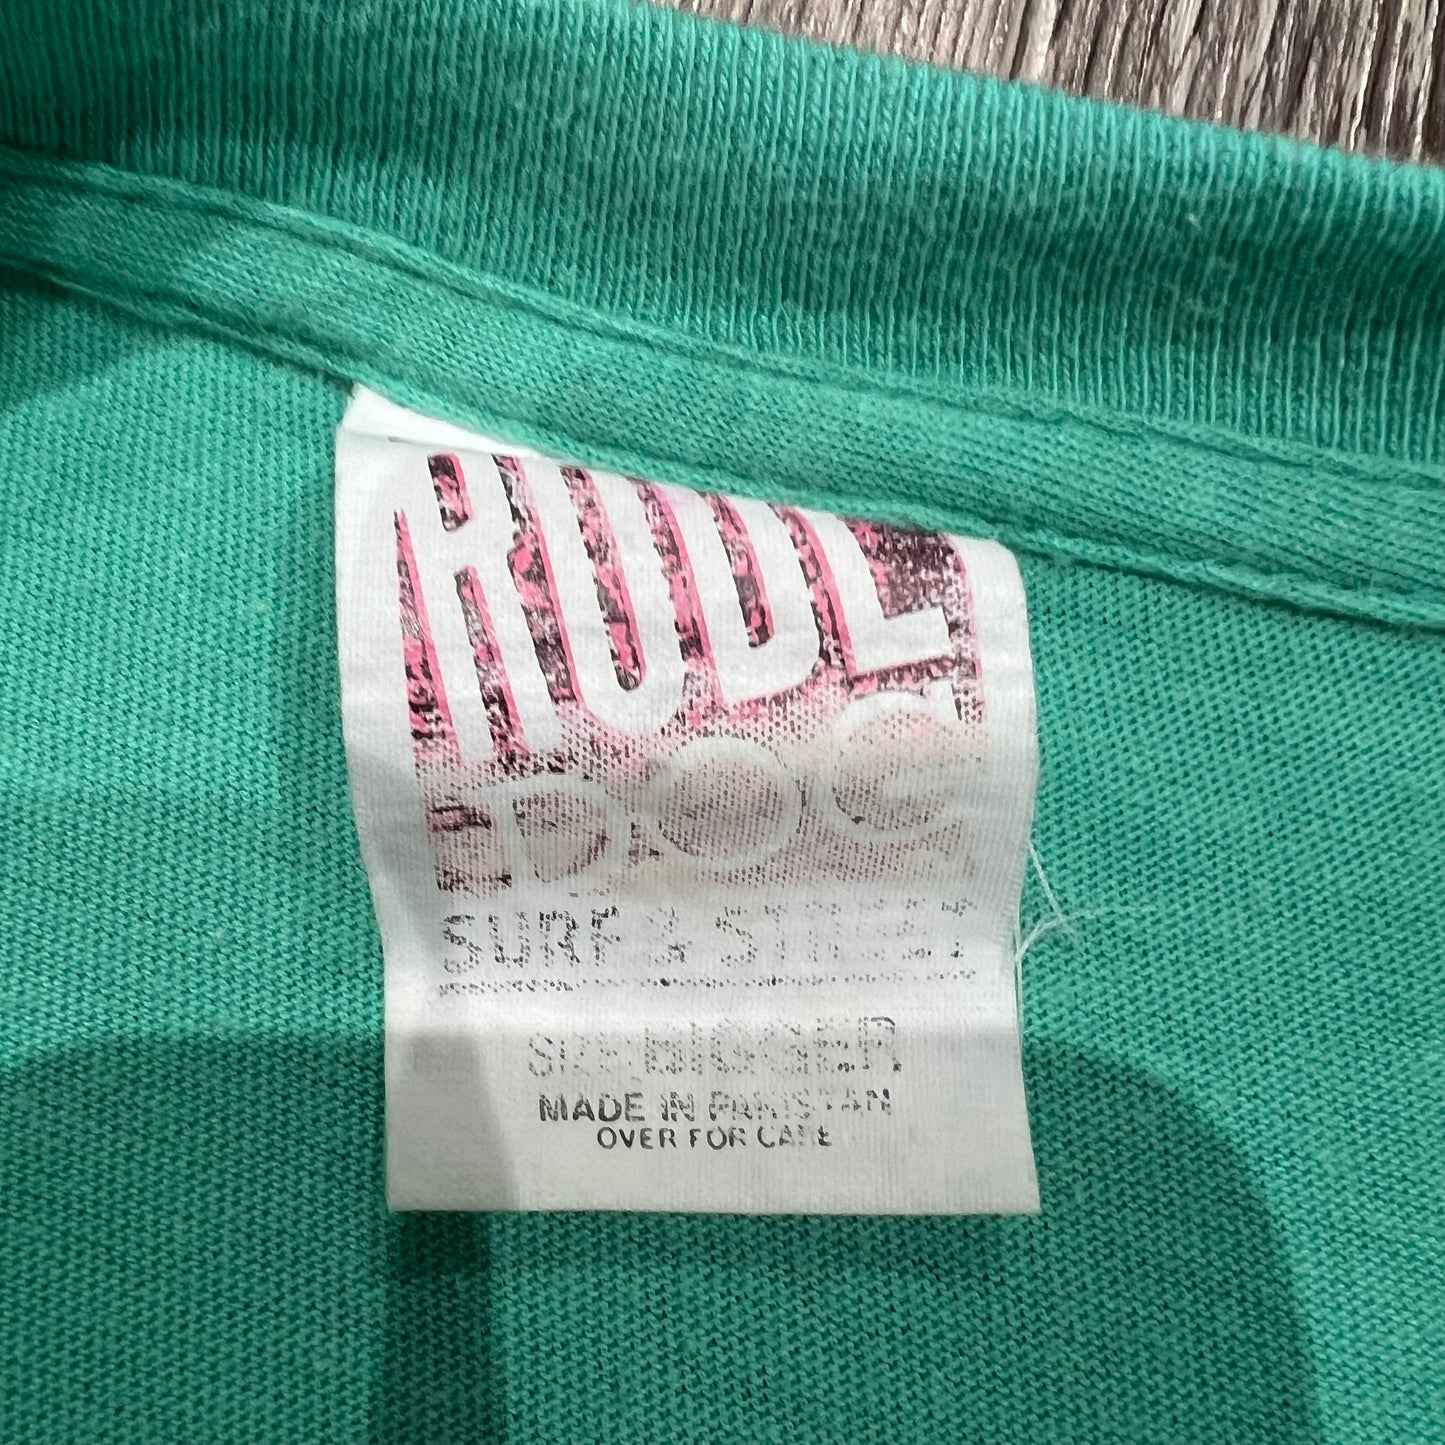 RUDE
DOG
SURF & STREET
MADE IN PAKISTAN
OVER FOR CARE